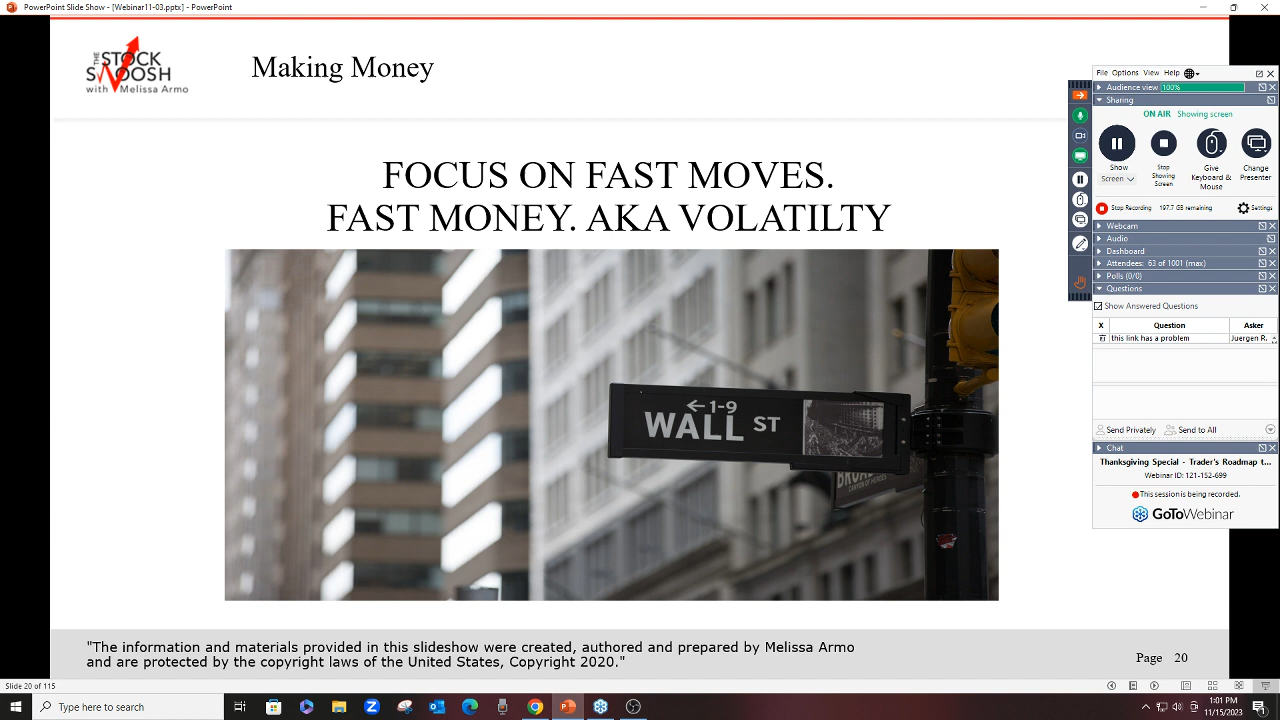 PowerPoint Slide Show - [Webinar11-03.pptx] - PowerPoint
THE
STOCK
SWOOSH
with Melissa Armo
Making Money
FOCUS ON FAST MOVES.
FAST MONEY. AKA VOLATILTY
←1-9
WALL ST
CANYON OF HEROES
"The information and materials provided in this slideshow were created, authored and prepared by Melissa Armo
and are protected by the copyright laws of the United States, Copyright 2020."
Page 20
File Options View Help
Audience view 100%
Sharing
ON AIR Showing screen
Show
Screen
Stop
Showing
Screen
Give
Keyboard &
Mouse
Change
Presenter
Stop Recording 197.7 GB remaining
Settings
Webcam
Audio
Dashboard
Attendees: 63 of 1001 (max)
Polls (0/0)
Questions
Show Answered Questions
X Question Asker
this link has a problem Juergen R.
Send Privately Send to All
Chat
Thanksgiving Special - Trader's Roadmap t...
Webinar ID: 121-152-699
This session is being recorded.
GoToWebinar
Slide 20 of 115
Type here to search
1:01 PM
11/15/2023